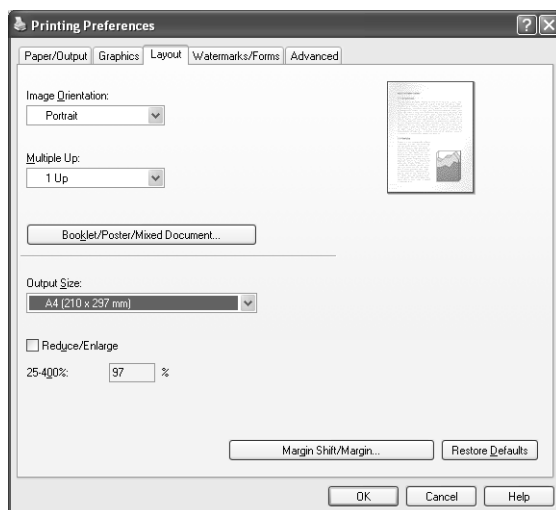 Printing Preferences
Paper/Output Graphics Layout Watermarks/Forms Advanced
Image Orientation:
Portrait
Multiple Up:
1 Up
Booklet/Poster/Mixed Document...
Output Size:
A4 (210 x 297 mm)
Reduce/Enlarge
25-400%: 97 %
Margin Shift/Margin... Restore Defaults
OK Cancel Help